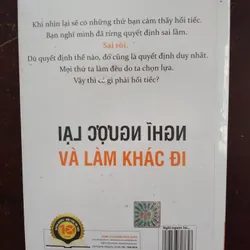 Khi nhìn lại sẽ có những thứ bạn cảm thấy hối tiếc.
Bạn nghĩ mình đã từng quyết định sai lầm.
Sai rồi.
Dù quyết định thế nào, đó cũng là quyết định duy nhất.
Mọi thứ ta làm đều do ta chọn lựa.
Vậy thì có gì phải hối tiếc?
NGHĨ NGƯỢC LẠI
VÀ LÀM KHÁC ĐI